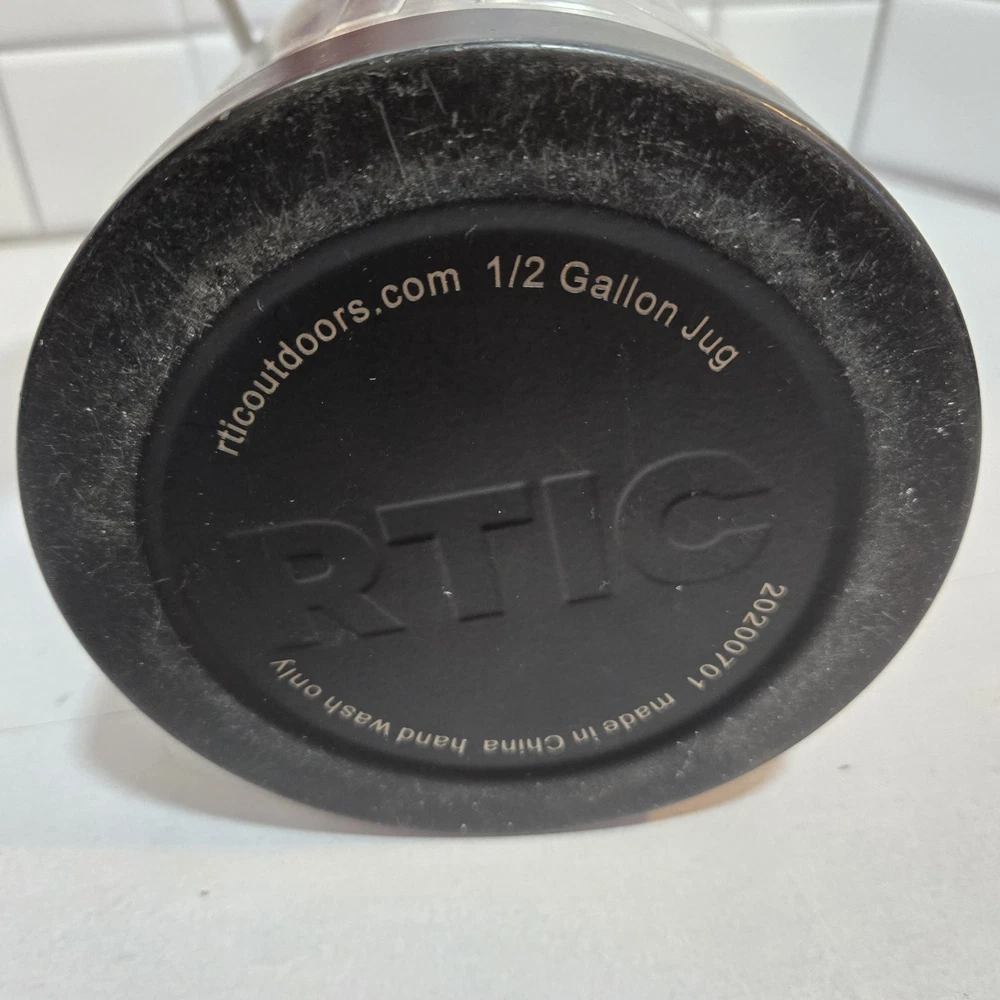 rticoutdoors.com 1/2 Gallon Jug
RTIC
20200701 made in China hand wash only